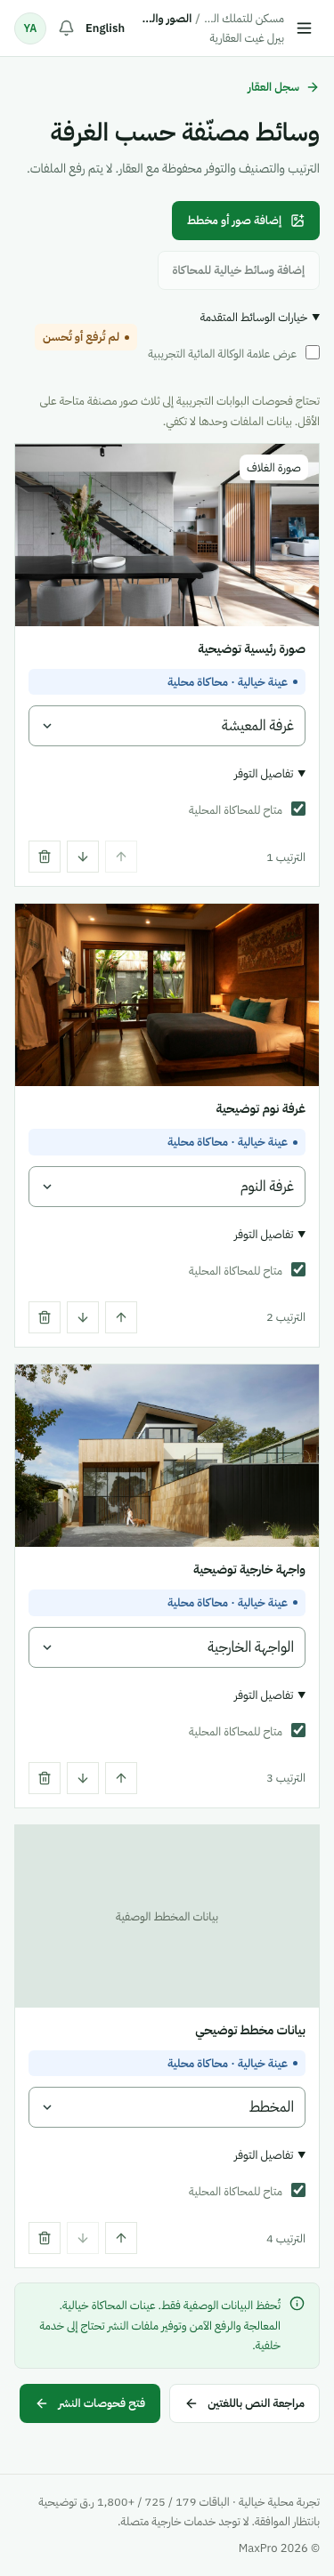 مسكن للتملك ال... / الصور وال...
بيرل غيت العقارية
English
YA
سجل العقار
وسائط مصنّفة حسب الغرفة
الترتيب والتصنيف والتوفر محفوظة مع العقار. لا يتم رفع الملفات.
إضافة صور أو مخطط
إضافة وسائط خيالية للمحاكاة
خيارات الوسائط المتقدمة
عرض علامة الوكالة المائية التجريبية
لم تُرفع أو تُحسن
تحتاج فحوصات البوابات التجريبية إلى ثلاث صور مصنفة متاحة على
الأقل. بيانات الملفات وحدها لا تكفي.
صورة الغلاف
صورة رئيسية توضيحية
عينة خيالية · محاكاة محلية
غرفة المعيشة
تفاصيل التوفر
متاح للمحاكاة المحلية
الترتيب 1
غرفة نوم توضيحية
عينة خيالية · محاكاة محلية
غرفة النوم
تفاصيل التوفر
متاح للمحاكاة المحلية
الترتيب 2
واجهة خارجية توضيحية
عينة خيالية · محاكاة محلية
الواجهة الخارجية
تفاصيل التوفر
متاح للمحاكاة المحلية
الترتيب 3
بيانات المخطط الوصفية
بيانات مخطط توضيحي
عينة خيالية · محاكاة محلية
المخطط
تفاصيل التوفر
متاح للمحاكاة المحلية
الترتيب 4
تُحفظ البيانات الوصفية فقط. عينات المحاكاة خيالية.
المعالجة والرفع الآمن وتوفير ملفات النشر تحتاج إلى خدمة
خلفية.
مراجعة النص باللغتين
فتح فحوصات النشر
تجربة محلية خيالية · الباقات 179 / 725 / +1,800 ر.ق توضيحية
بانتظار الموافقة. لا توجد خدمات خارجية متصلة.
© 2026 MaxPro